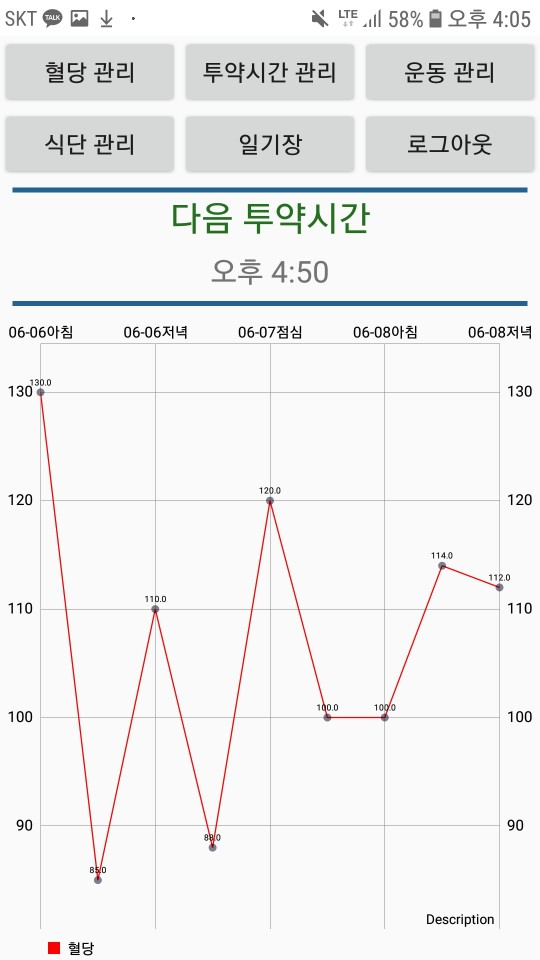 SKT TALK LTE 58% 오후 4:05
혈당 관리 투약시간 관리 운동 관리
식단 관리 일기장 로그아웃
다음 투약시간
오후 4:50
06-06아침 06-06저녁 06-07점심 06-08아침 06-08저녁
130.0
130 130
120.0
120 120
114.0
112.0
110.0
110 110
100.0 100.0
100 100
88.0
90 90
85.0
Description
혈당